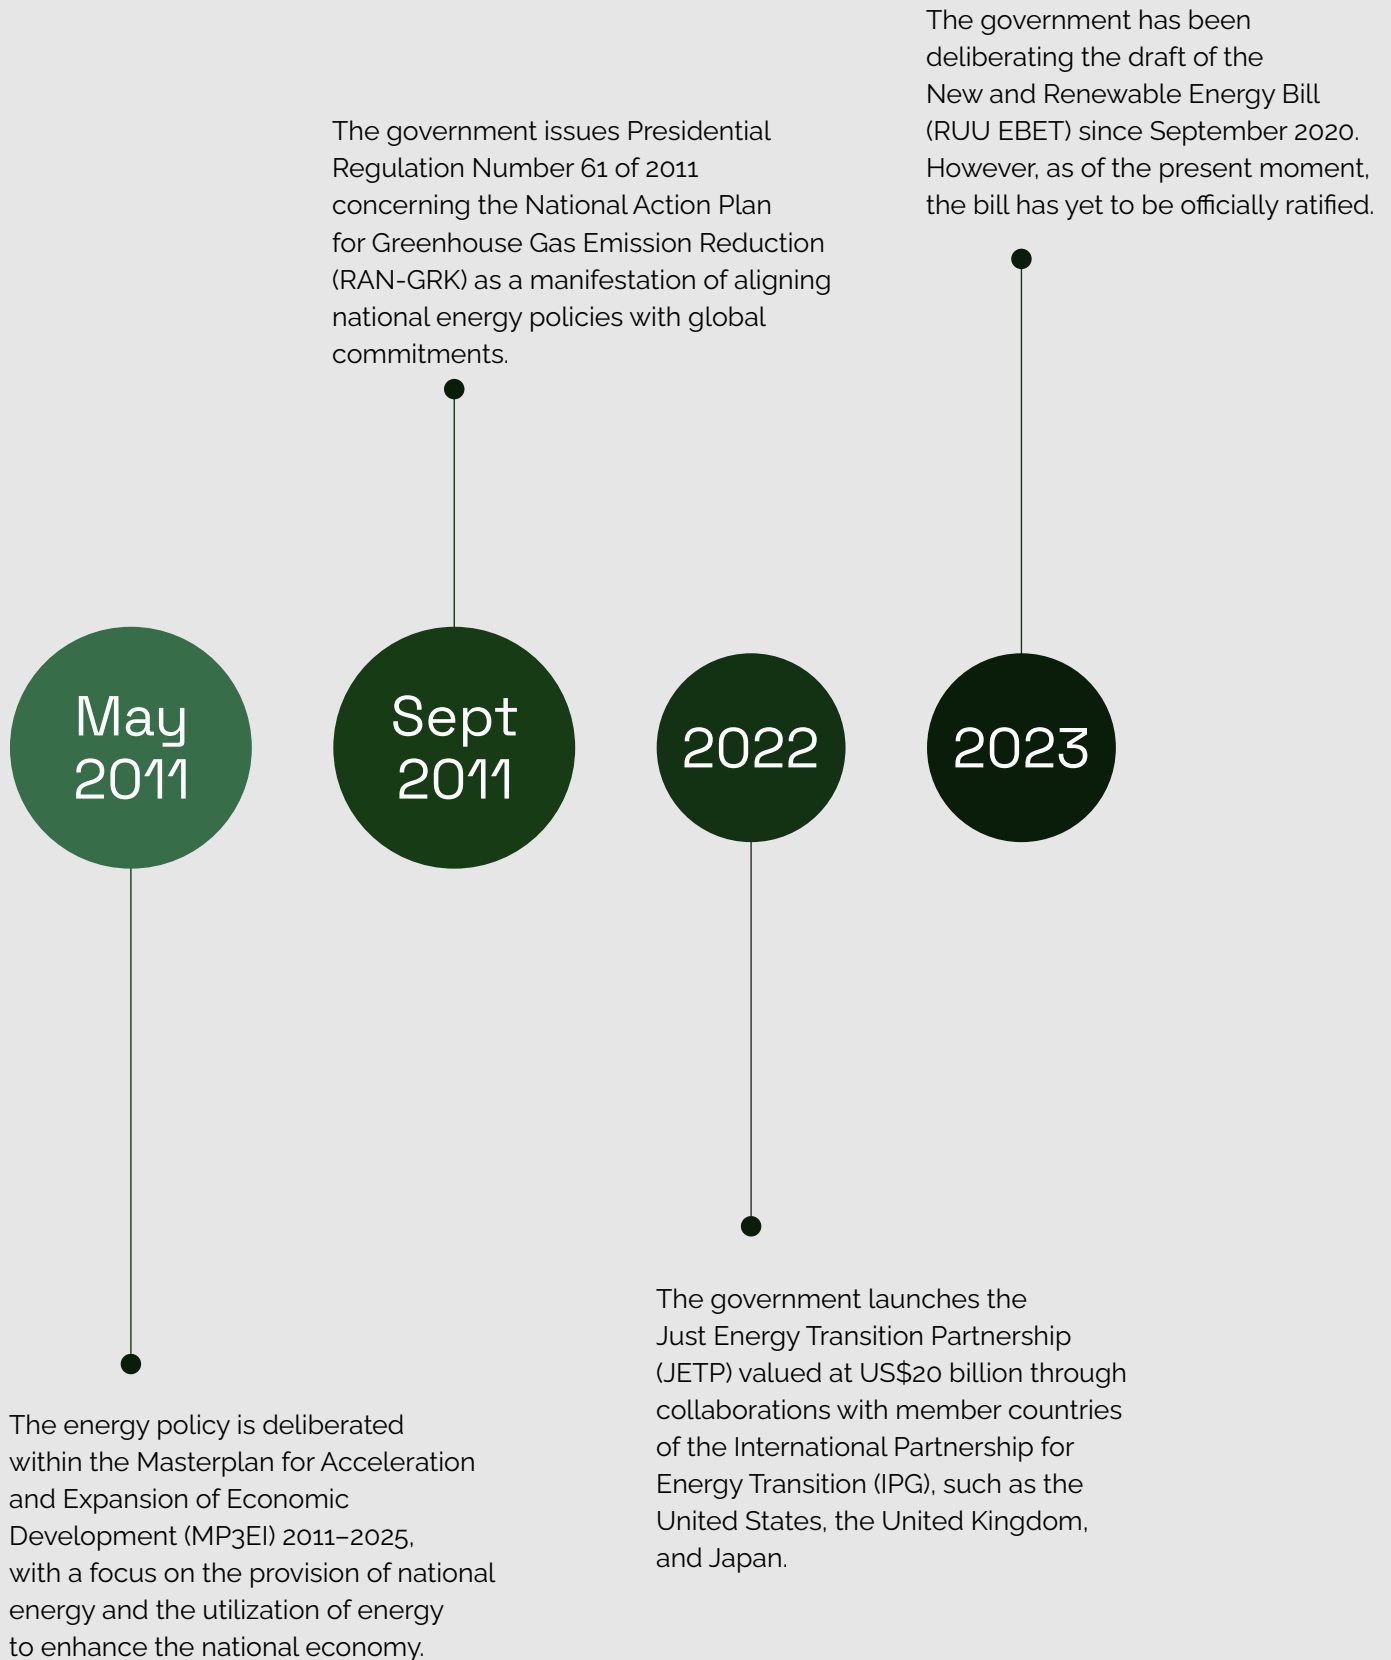 The government has been
deliberating the draft of the
New and Renewable Energy Bill
(RUU EBET) since September 2020.
However, as of the present moment,
the bill has yet to be officially ratified.
The government issues Presidential
Regulation Number 61 of 2011
concerning the National Action Plan
for Greenhouse Gas Emission Reduction
(RAN-GRK) as a manifestation of aligning
national energy policies with global
commitments.
May
2011
Sept
2011
2022
2023
The government launches the
Just Energy Transition Partnership
(JETP) valued at US$20 billion through
collaborations with member countries
of the International Partnership for
Energy Transition (IPG), such as the
United States, the United Kingdom,
and Japan.
The energy policy is deliberated
within the Masterplan for Acceleration
and Expansion of Economic
Development (MP3EI) 2011–2025,
with a focus on the provision of national
energy and the utilization of energy
to enhance the national economy.